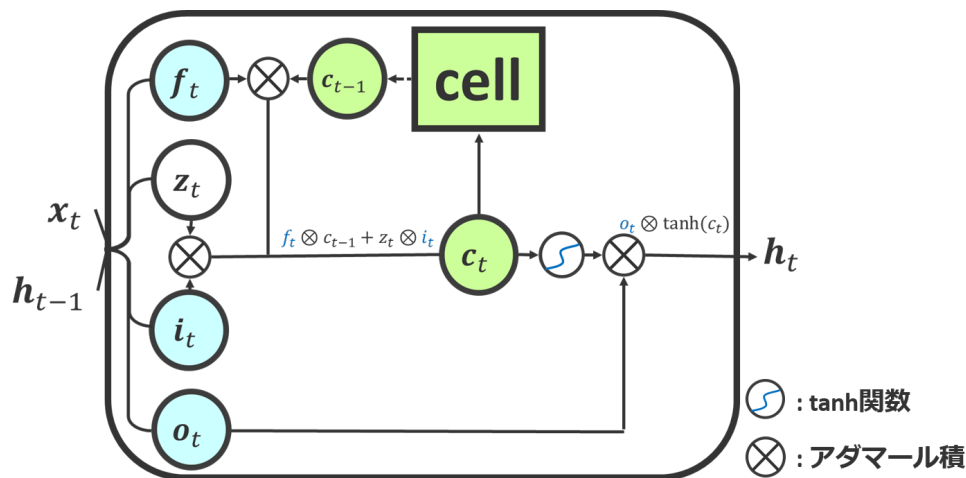 f_t
c_{t-1}
cell
z_t
x_t
h_{t-1}
f_t ⊗ c_{t-1} + z_t ⊗ i_t
c_t
o_t ⊗ tanh(c_t)
h_t
i_t
o_t
: tanh関数
: アダマール積